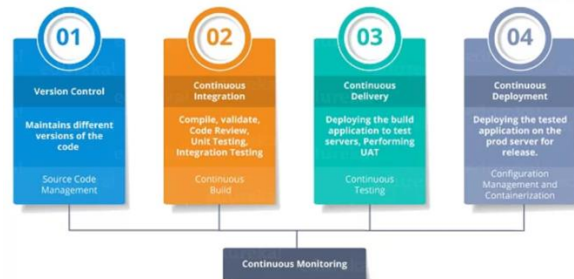 01
Version Control
Maintains different
versions of the
code
Source Code
Management
02
Continuous
Integration
Compile, validate,
Code Review,
Unit Testing,
Integration Testing
Continuous
Build
03
Continuous
Delivery
Deploying the build
application to test
servers, Performing
UAT
Continuous
Testing
04
Continuous
Deployment
Deploying the tested
application on the
prod server for
release.
Configuration
Management and
Containerization
Continuous Monitoring